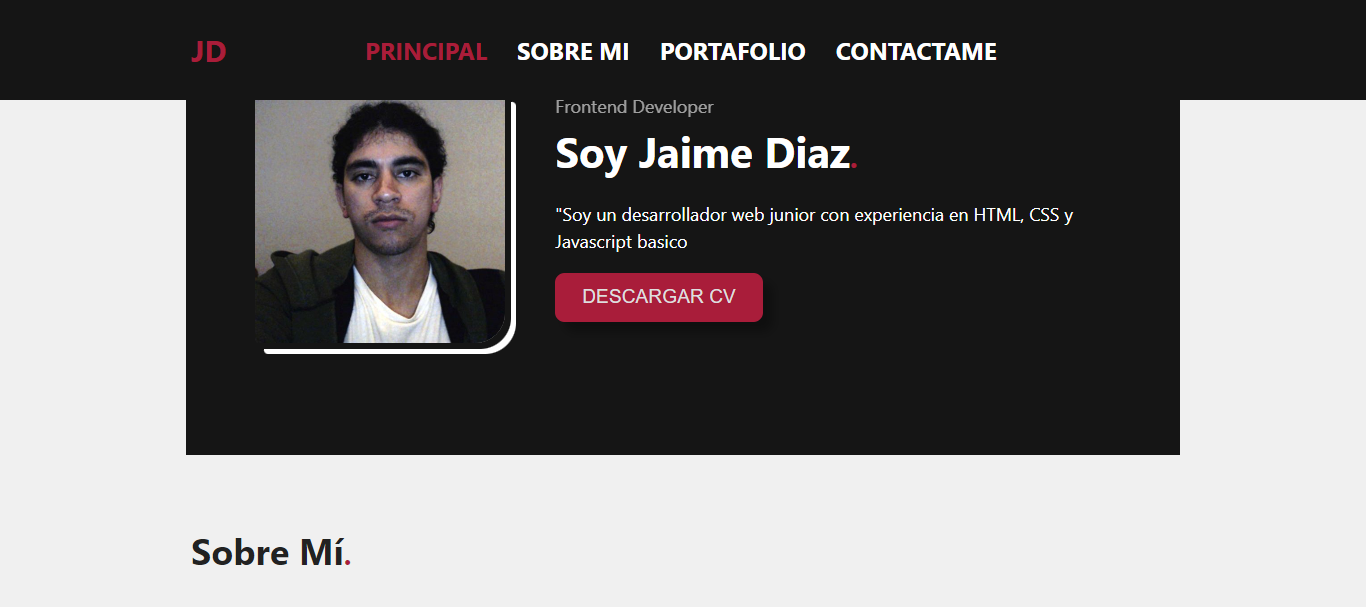 JD
PRINCIPAL SOBRE MI PORTAFOLIO CONTACTAME
Frontend Developer
Soy Jaime Diaz.
"Soy un desarrollador web junior con experiencia en HTML, CSS y
Javascript basico
DESCARGAR CV
Sobre Mí.